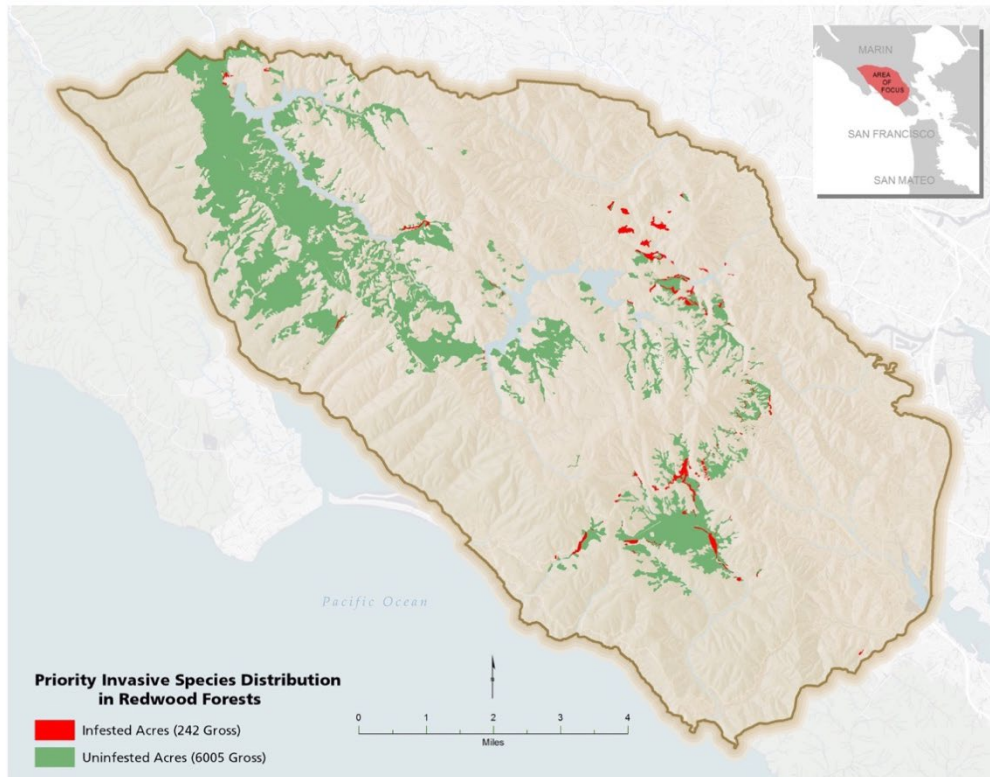 MARIN
AREA
OF
FOCUS
SAN FRANCISCO
SAN MATEO
Pacific Ocean
Priority Invasive Species Distribution
in Redwood Forests
Infested Acres (242 Gross)
Uninfested Acres (6005 Gross)
0 1 2 3 4
Miles